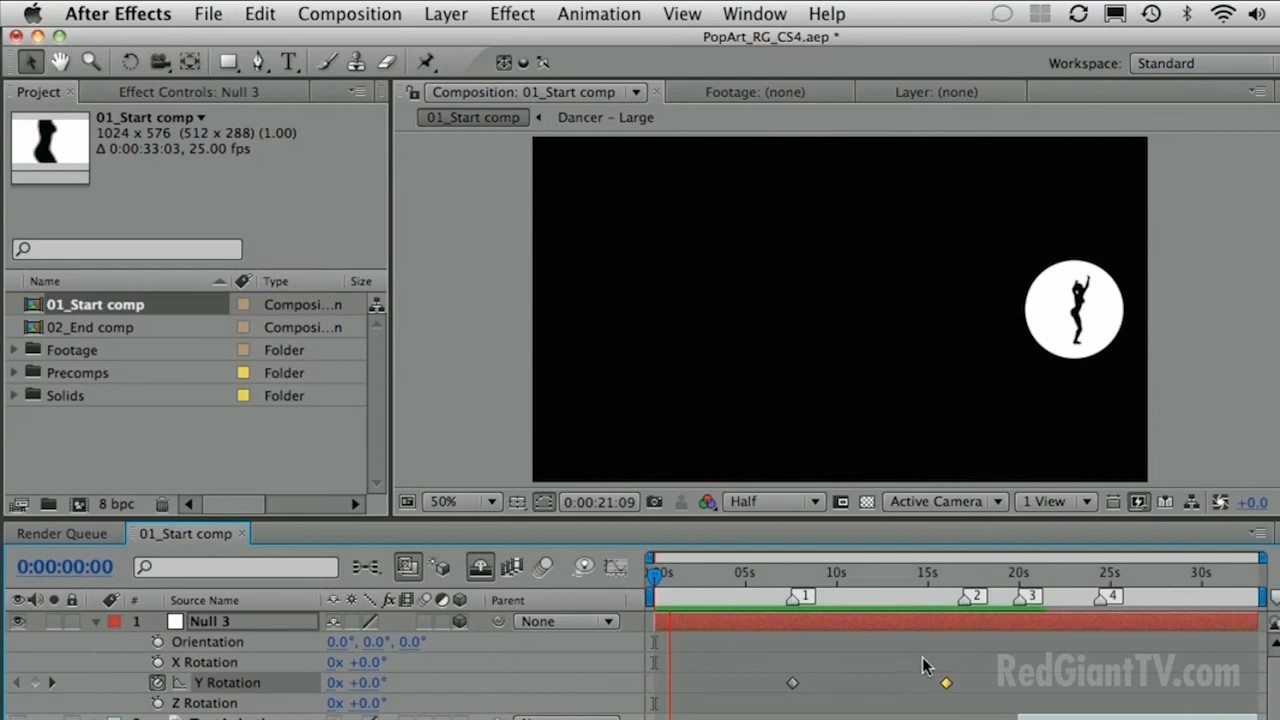 After Effects File Edit Composition Layer Effect Animation View Window Help
PopArt_RG_CS4.aep *
Workspace: Standard
Project Effect Controls: Null 3 Composition: 01_Start comp Footage: (none) Layer: (none)
01_Start comp
1024 x 576 (512 x 288) (1.00)
Δ 0:00:33:03, 25.00 fps
01_Start comp Dancer – Large
Name Type Size
01_Start comp Composi...n
02_End comp Composi...n
Footage Folder
Precomps Folder
Solids Folder
8 bpc
50% 0:00:21:09 Half Active Camera 1 View +0.0
Render Queue 01_Start comp
0:00:00:00
05s 10s 15s 20s 25s 30s
1 2 3 4
# Source Name fx Parent
1 Null 3 None
Orientation 0.0°, 0.0°, 0.0°
X Rotation 0x +0.0°
Y Rotation 0x +0.0°
Z Rotation 0x +0.0°
RedGiantTV.com